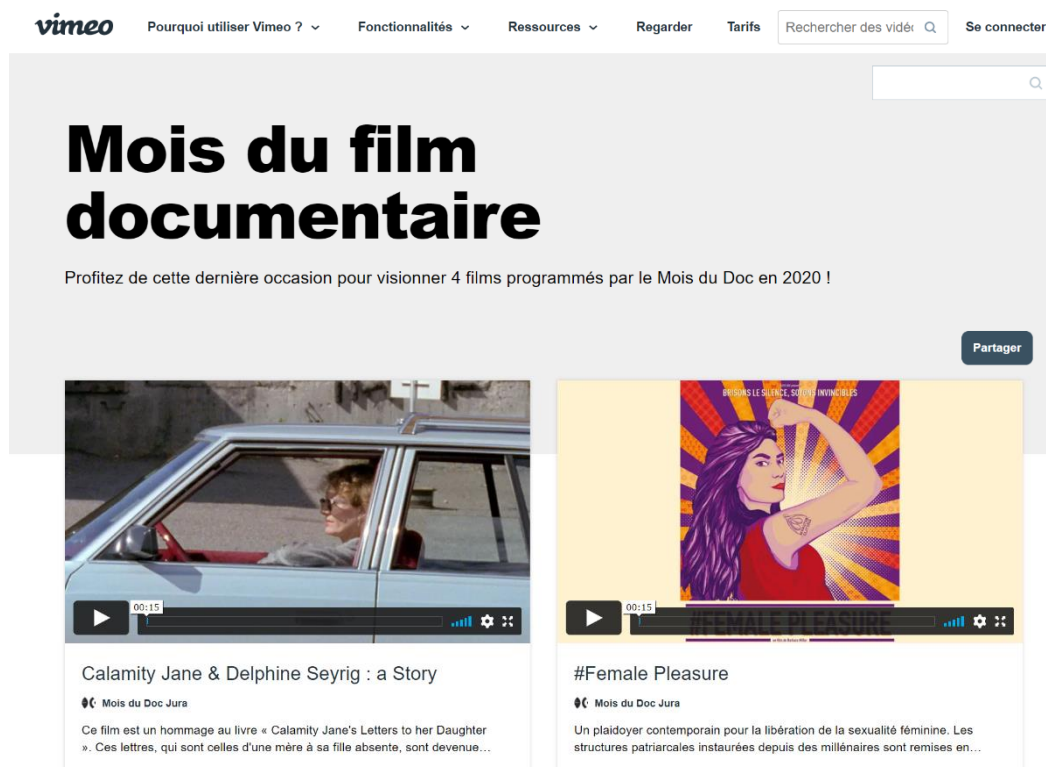 vimeo Pourquoi utiliser Vimeo ? Fonctionnalités Ressources Regarder Tarifs Rechercher des vidé Se connecter
Mois du film
documentaire
Profitez de cette dernière occasion pour visionner 4 films programmés par le Mois du Doc en 2020 !
Partager
BRISONS LE SILENCE, SOYONS INVINCIBLES
00:15
00:15
#FEMALE PLEASURE
Calamity Jane & Delphine Seyrig : a Story
Mois du Doc Jura
Ce film est un hommage au livre « Calamity Jane's Letters to her Daughter
». Ces lettres, qui sont celles d'une mère à sa fille absente, sont devenue…
#Female Pleasure
Mois du Doc Jura
Un plaidoyer contemporain pour la libération de la sexualité féminine. Les
structures patriarcales instaurées depuis des millénaires sont remises en…